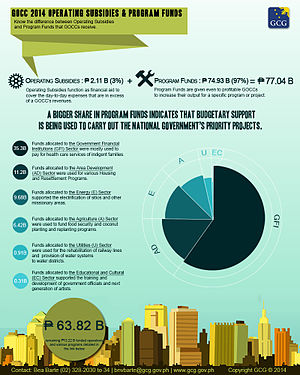 GOCC 2014 OPERATING SUBSIDIES & PROGRAM FUNDS
Know the difference between Operating Subsidies
and Program Funds that GOCCs receive.
GCG
OPERATING SUBSIDIES : ₱ 2.11 B (3%) + PROGRAM FUNDS : ₱ 74.93 B (97%) = ₱ 77.04 B
Operating Subsidies function as financial aid to
cover the day-to-day expenses that are in excess
of a GOCC's revenues.
Program Funds are given even to profitable GOCCs
to increase their output for a specific program or project.
A BIGGER SHARE IN PROGRAM FUNDS INDICATES THAT BUDGETARY SUPPORT
IS BEING USED TO CARRY OUT THE NATIONAL GOVERNMENT'S PRIORITY PROJECTS.
Funds allocated to the Government Financial
Institutions (GFI) Sector were mostly used to
pay for health care services of indigent families.
11.2B
Funds allocated to the Area Development
(AD) Sector were used for various Housing
and Resettlement Programs.
Funds allocated to the Energy (E) Sector
supported the electrification of sitios and other
missionary areas.
Funds allocated to the Agriculture (A) Sector
were used to fund food security and coconut
planting and replanting programs.
Funds allocated to the Utilities (U) Sector
were used for the rehabilitation of railway lines
and provision of water systems
to water districts.
Funds allocated to the Educational and Cultural
(EC) Sector supported the training and
development of government officials and next
generation of artists.
GFI
AD
E
A
U
EC
₱ 63.82 B
Contact: Bea Barte (02) 328-2030 to 34 | bmvbarte@gcg.gov.ph | www.gcg.gov.ph
Copyright GCG © 2014